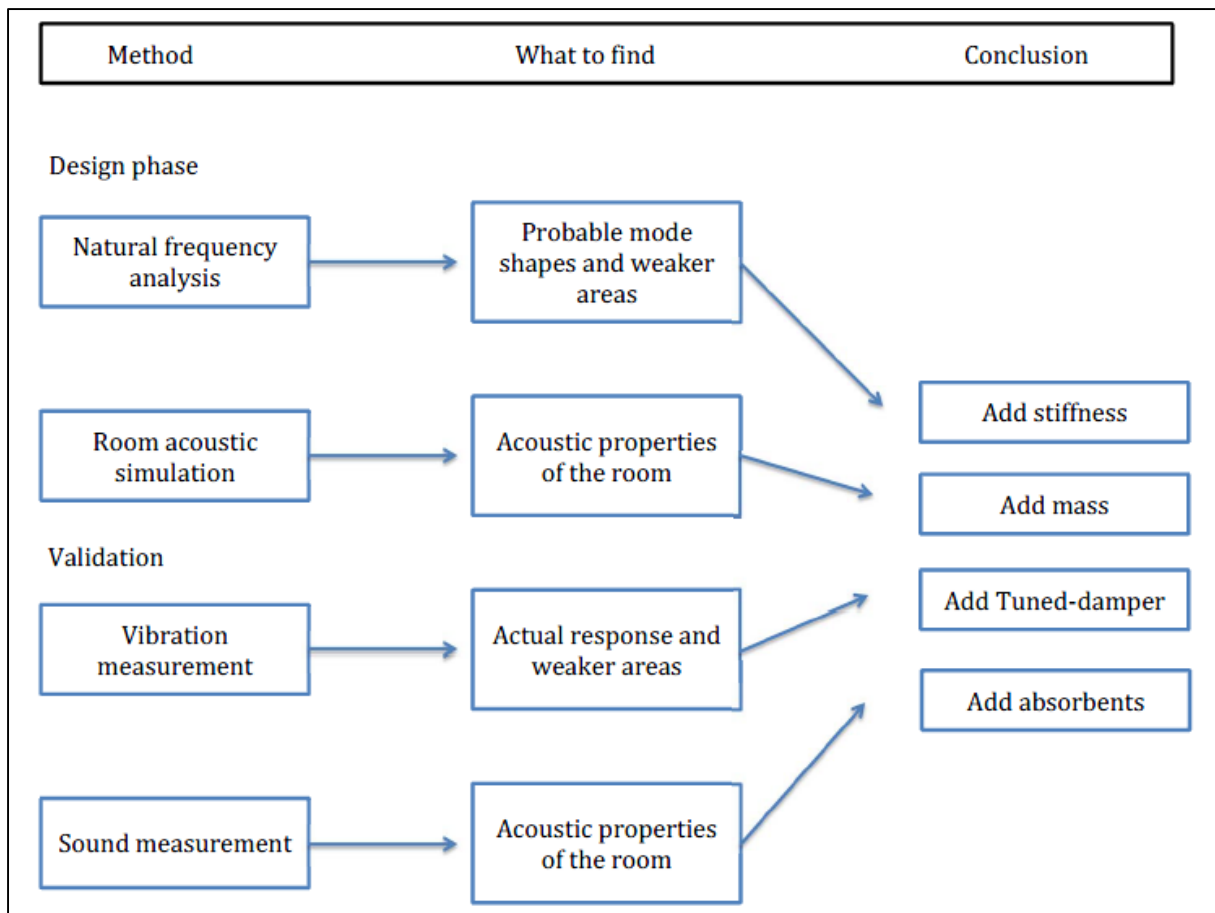 Method
What to find
Conclusion
Design phase
Natural frequency
analysis
Probable mode
shapes and weaker
areas
Add stiffness
Room acoustic
simulation
Acoustic properties
of the room
Add mass
Validation
Vibration
measurement
Actual response and
weaker areas
Add Tuned-damper
Add absorbents
Sound measurement
Acoustic properties
of the room